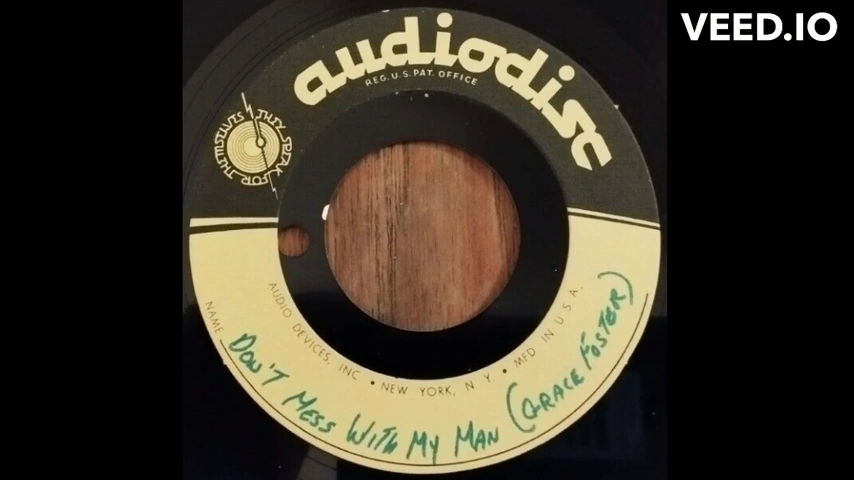 VEED.IO
audiodisc
REG. U.S. PAT. OFFICE
THEY SPEAK FOR THEMSELVES
NAME
AUDIO DEVICES, INC • NEW YORK, N Y. • MFD IN U.S.A.
DON'T MESS WITH MY MAN (GRACE FOSTER)